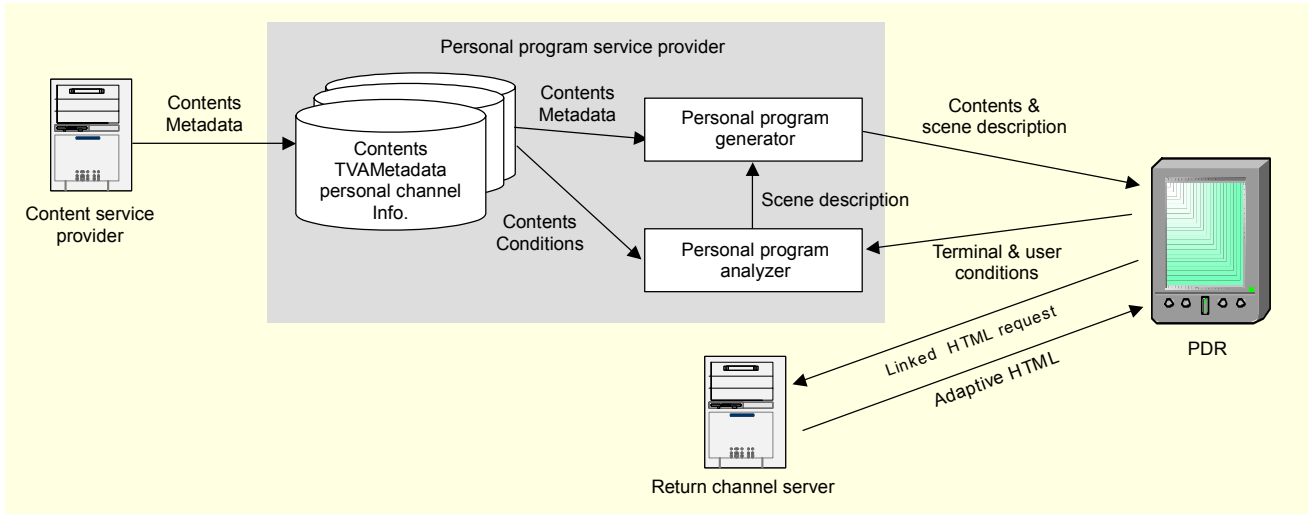 Personal program service provider
Contents
Metadata
Content service
provider
Contents
TVAMetadata
personal channel
Info.
Contents
Metadata
Contents
Conditions
Personal program
generator
Scene description
Personal program
analyzer
Contents &
scene description
Terminal & user
conditions
PDR
Linked HTML request
Adaptive HTML
Return channel server